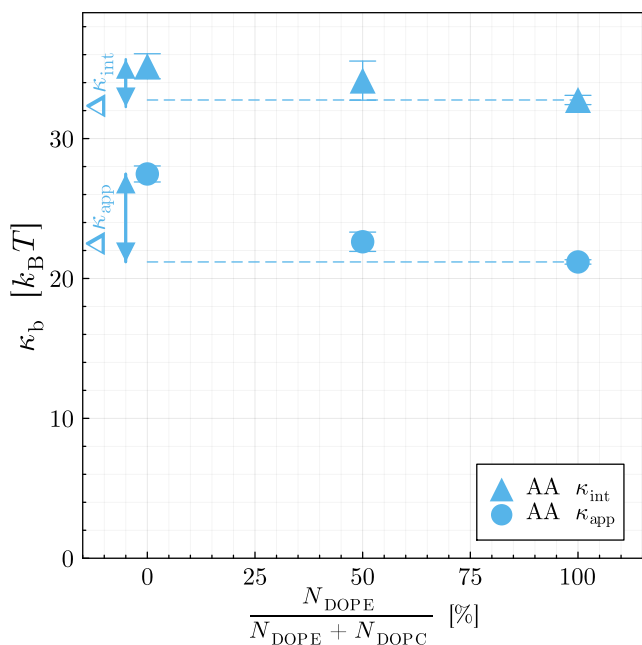 Δκint
Δκapp
κb [kBT]
30
20
10
0
0 25 50 75 100
NDOPE
NDOPE + NDOPC
[%]
AA κint
AA κapp